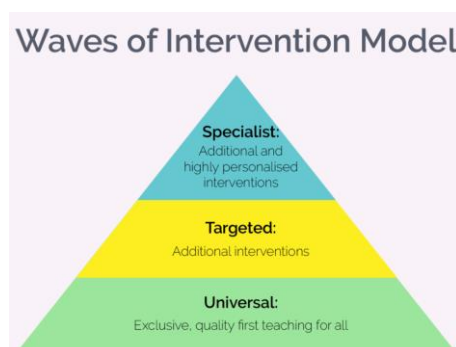 Waves of Intervention Model
Specialist:
Additional and
highly personalised
interventions
Targeted:
Additional interventions
Universal:
Exclusive, quality first teaching for all